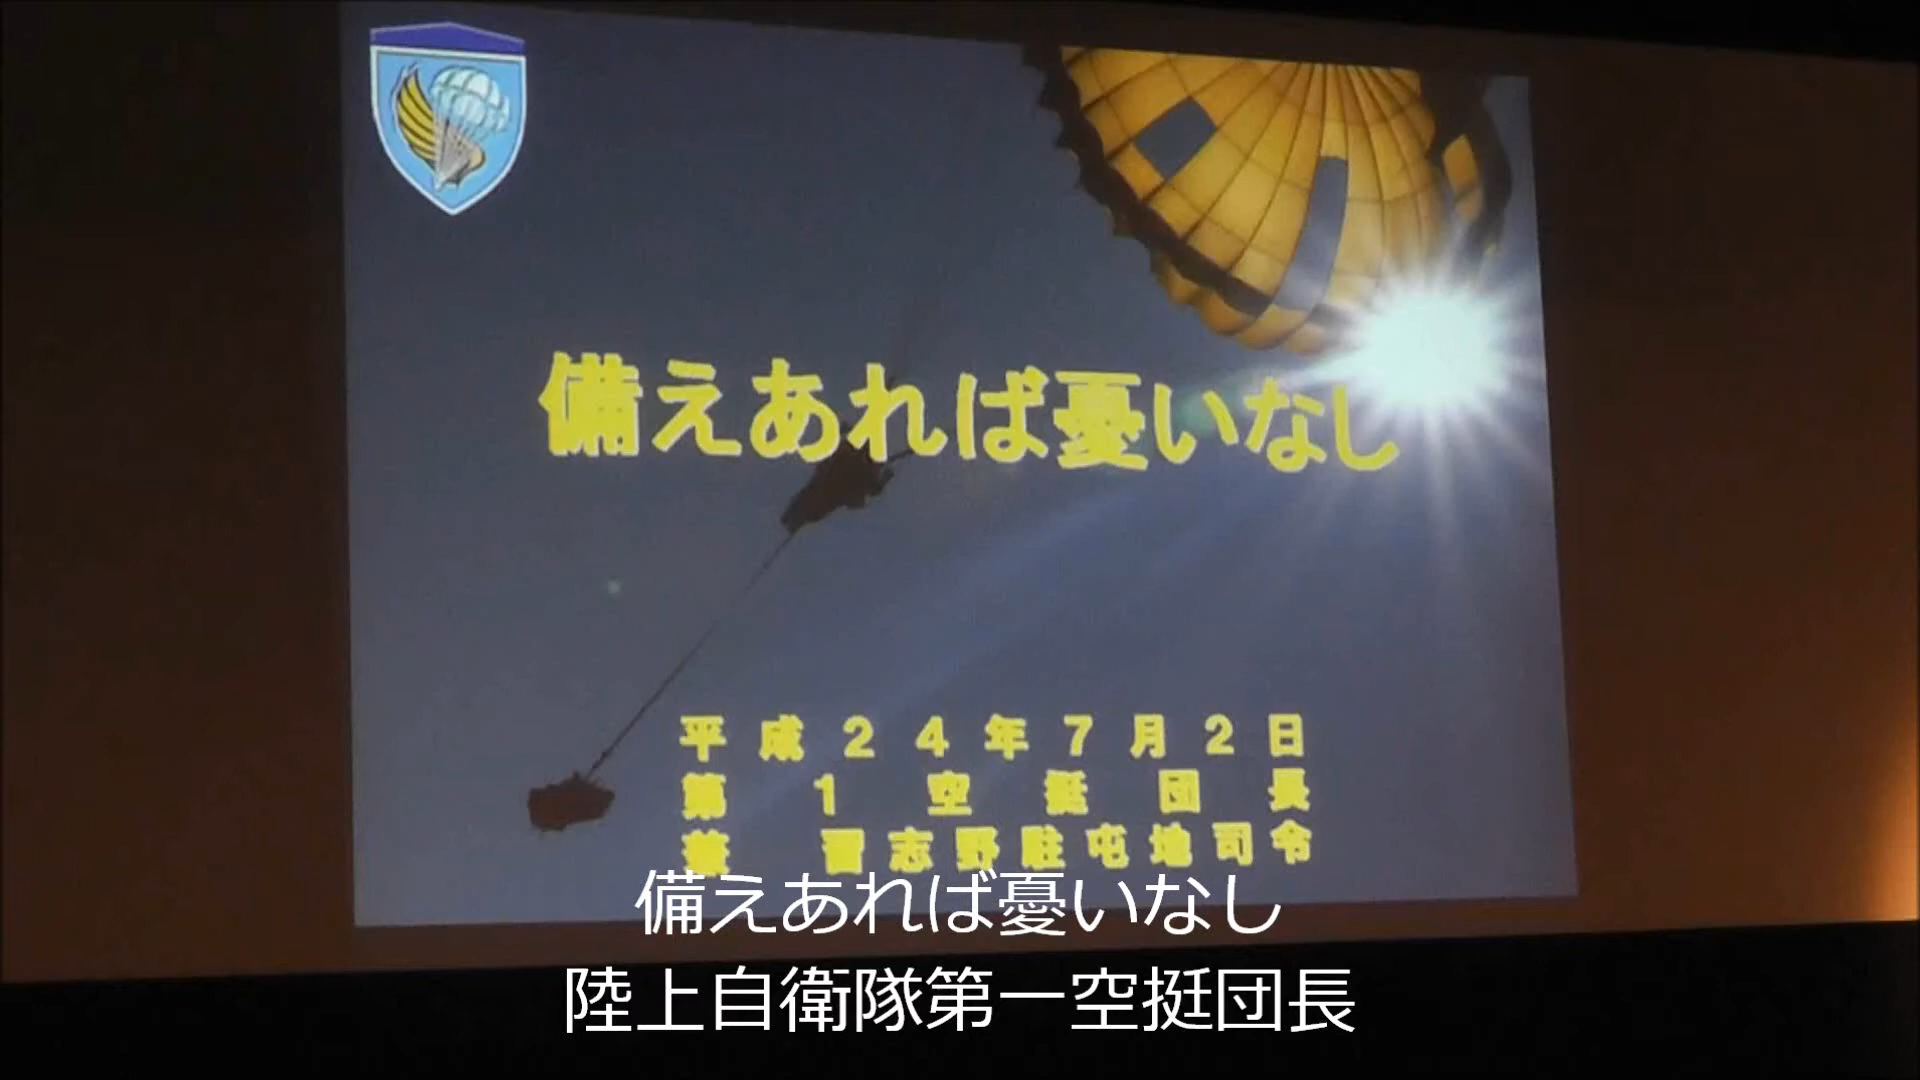 備えあれば憂いなし
平成24年7月2日
第1空挺団長
兼 習志野駐屯地司令
備えあれば憂いなし
陸上自衛隊第一空挺団長